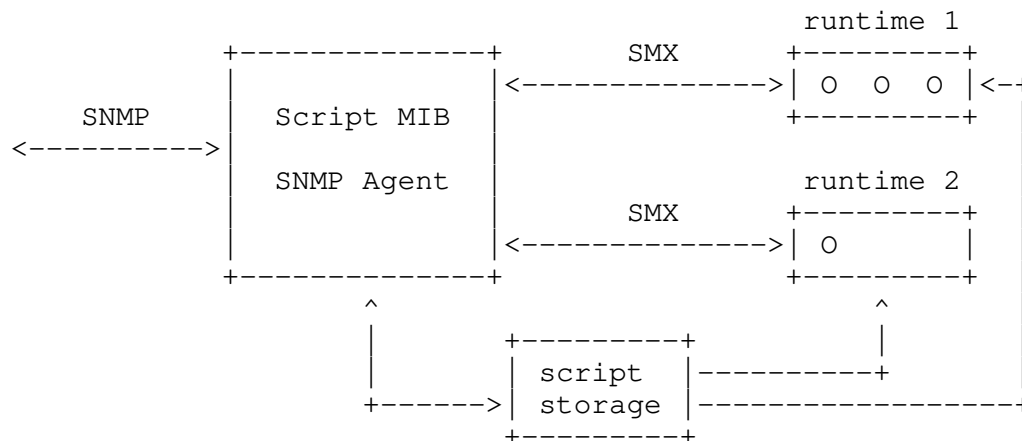 runtime 1
SMX
O O O
SNMP
Script MIB
SNMP Agent
runtime 2
SMX
O
script
storage